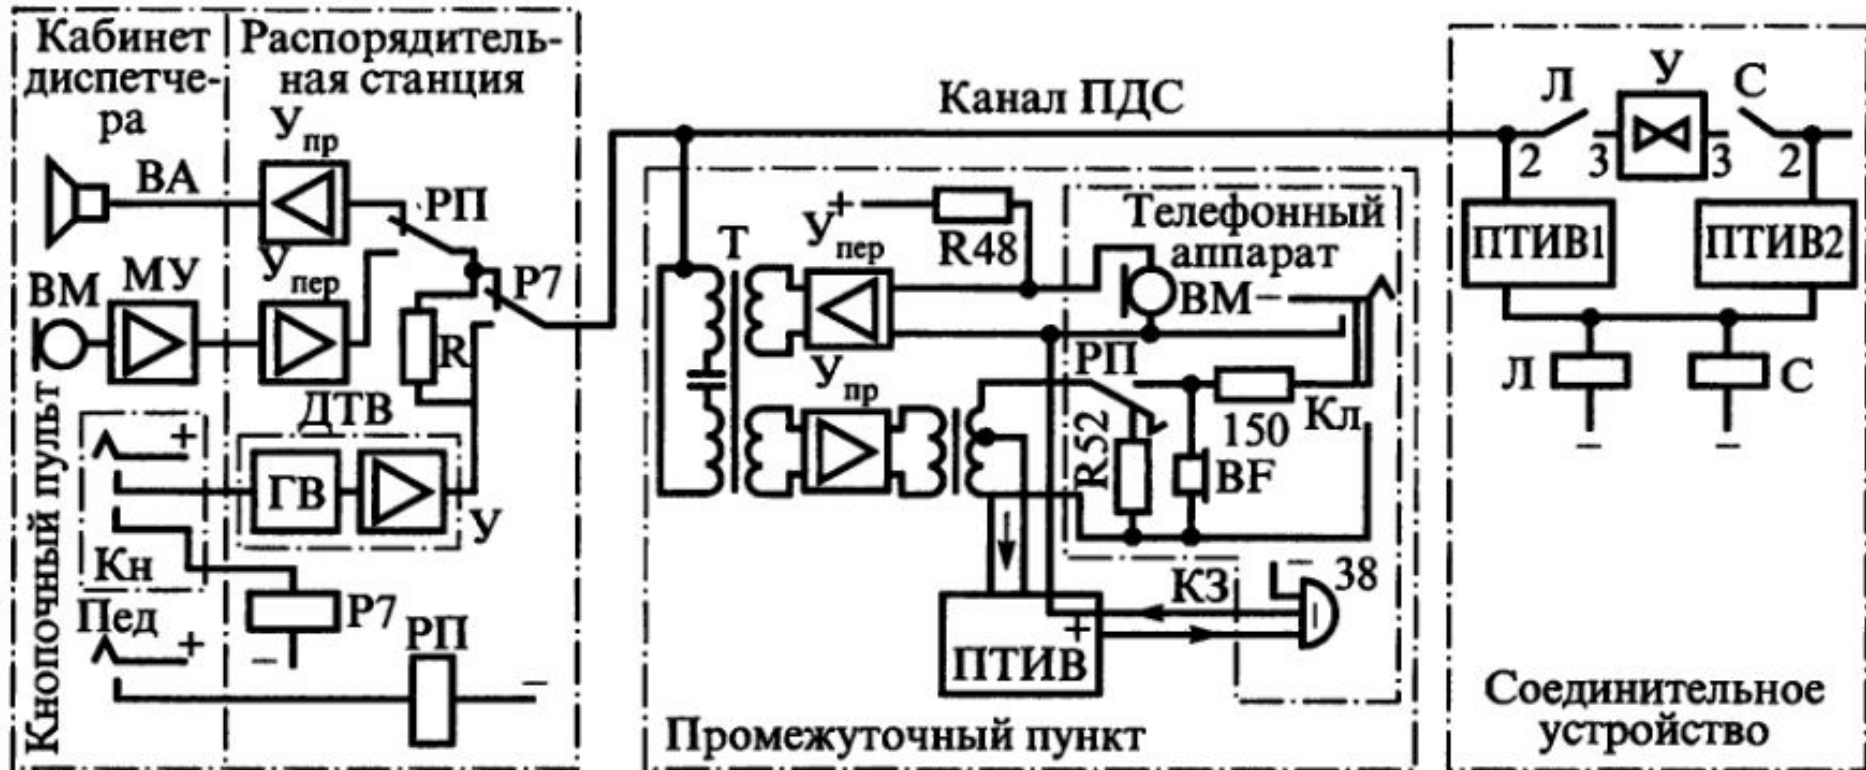 Кабинет
диспетче-
ра
Распорядитель-
ная станция
Упр
ВА
РП
ВМ
МУ
Упер
Р7
R
ДТВ
Кнопочный пульт
+
ГВ
У
Кн
Р7
–
Пед
+
РП
–
Канал ПДС
Т
+
Упер
R48
Телефонный
аппарат
ВМ
–
РП
Упр
R52
150
Кл
BF
КЗ
–
38
+
ПТИВ
Промежуточный пункт
Л
У
С
2
3
3
2
ПТИВ1
ПТИВ2
Л
С
–
–
Соединительное
устройство